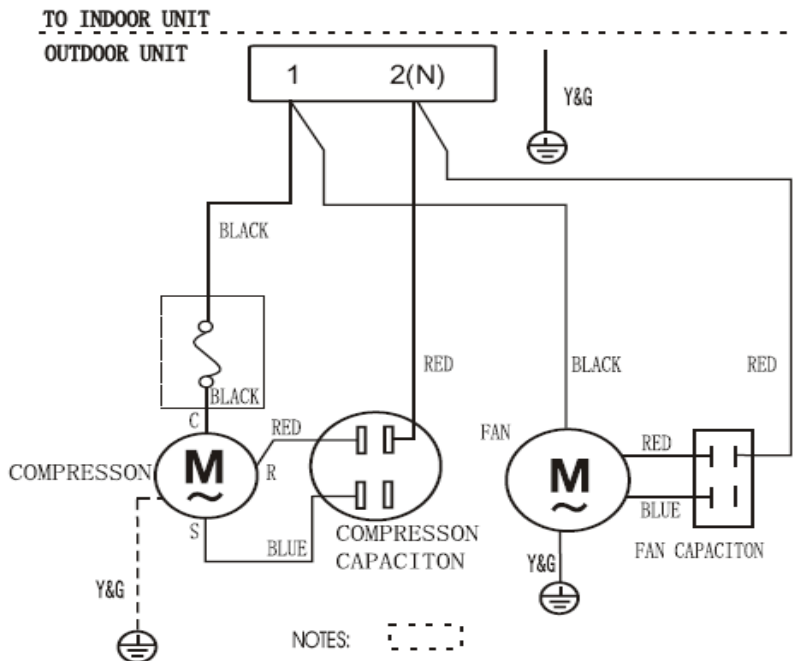 TO INDOOR UNIT
OUTDOOR UNIT
1 2(N)
Y&G
BLACK
RED
BLACK
RED
BLACK
C
RED
FAN
RED
COMPRESSON
M
R
M
S
BLUE
BLUE
COMPRESSON
CAPACITON
FAN CAPACITON
Y&G
Y&G
NOTES: